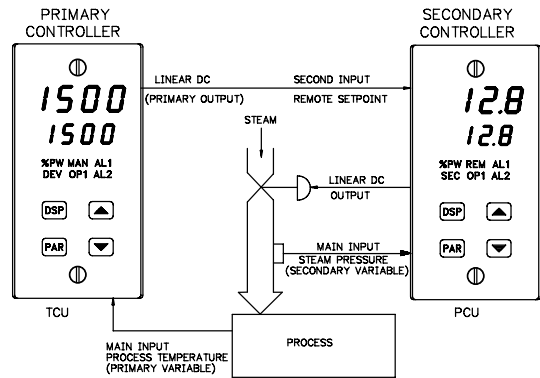 PRIMARY
CONTROLLER
1500
1500
%PW MAN AL1
DEV OP1 AL2
DSP
PAR
TCU
LINEAR DC
(PRIMARY OUTPUT)
SECOND INPUT
REMOTE SETPOINT
STEAM
LINEAR DC
OUTPUT
MAIN INPUT
STEAM PRESSURE
(SECONDARY VARIABLE)
SECONDARY
CONTROLLER
12.8
12.8
%PW REM AL1
SEC OP1 AL2
DSP
PAR
PCU
MAIN INPUT
PROCESS TEMPERATURE
(PRIMARY VARIABLE)
PROCESS